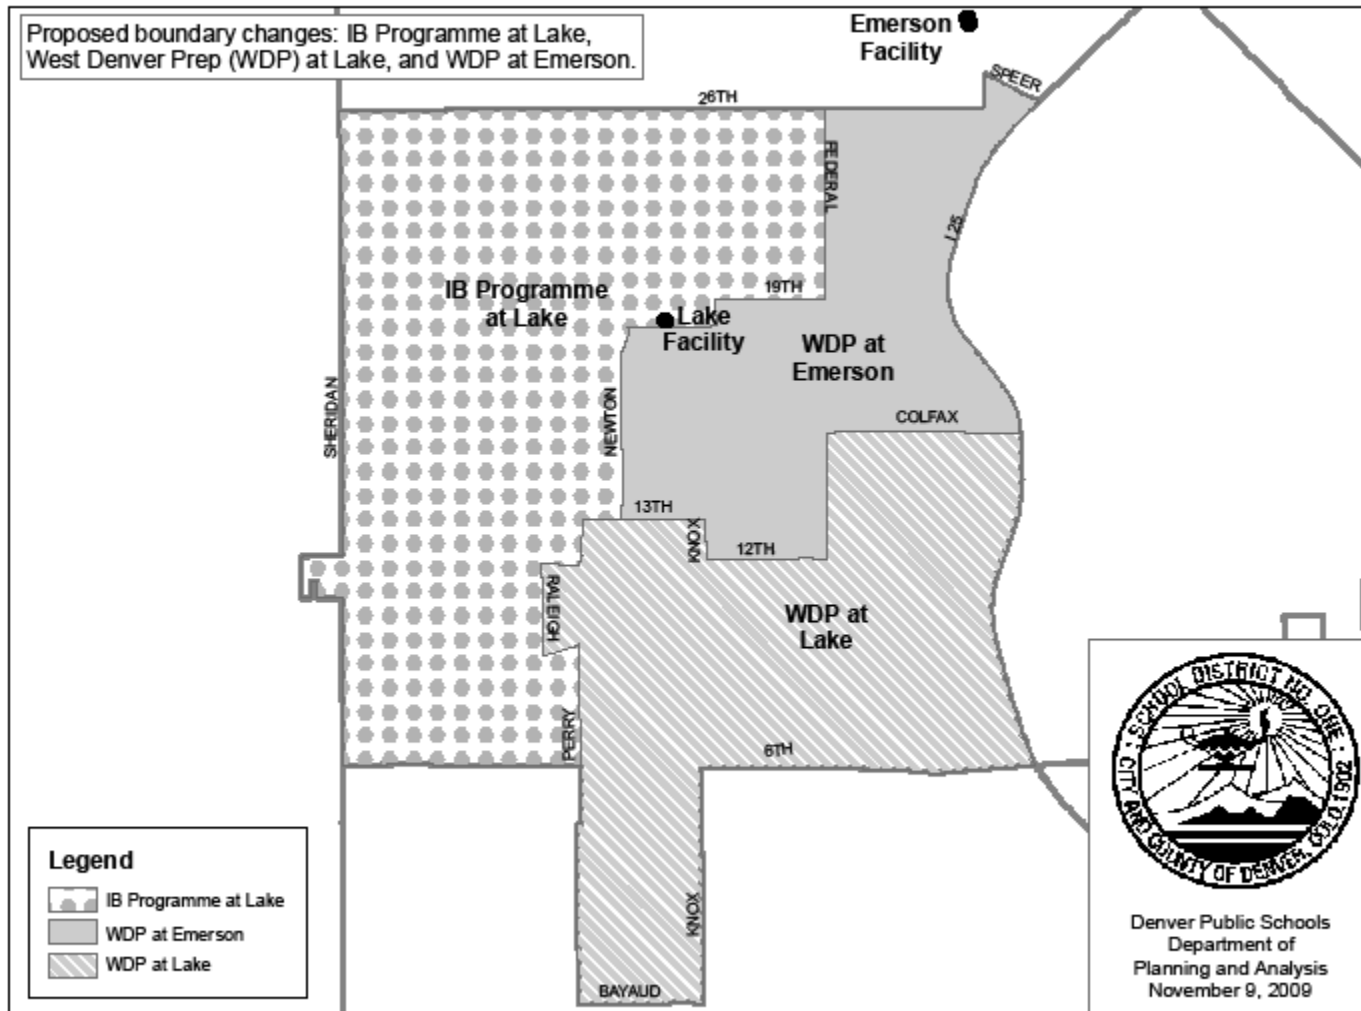 Proposed boundary changes: IB Programme at Lake,
West Denver Prep (WDP) at Lake, and WDP at Emerson.
Emerson
Facility
SPEER
26TH
FEDERAL
I 25
IB Programme
at Lake
19TH
Lake
Facility
WDP at
Emerson
SHERIDAN
NEWTON
COLFAX
13TH
KNOX
12TH
RALEIGH
WDP at
Lake
PERRY
6TH
KNOX
BAYAUD
Legend
IB Programme at Lake
WDP at Emerson
WDP at Lake
SCHOOL DISTRICT NO. ONE
CITY AND COUNTY OF DENVER, COLO. 1902
Denver Public Schools
Department of
Planning and Analysis
November 9, 2009